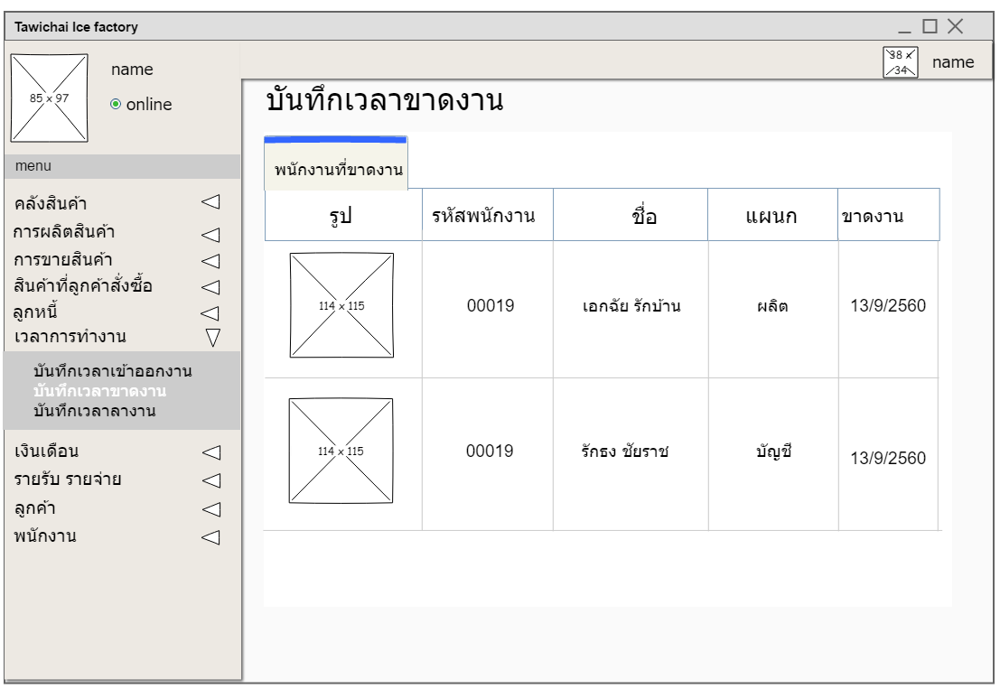 Tawichai Ice factory
name
online
85 x 97
38 x 34
name
menu
คลังสินค้า
การผลิตสินค้า
การขายสินค้า
สินค้าที่ลูกค้าสั่งซื้อ
ลูกหนี้
เวลาการทำงาน
บันทึกเวลาเข้าออกงาน
บันทึกเวลาขาดงาน
บันทึกเวลาลางาน
เงินเดือน
รายรับ รายจ่าย
ลูกค้า
พนักงาน
บันทึกเวลาขาดงาน
พนักงานที่ขาดงาน
รูป รหัสพนักงาน ชื่อ แผนก ขาดงาน
114 x 115 00019 เอกฉัย รักบ้าน ผลิต 13/9/2560
114 x 115 00019 รักธง ชัยราช บัญชี 13/9/2560